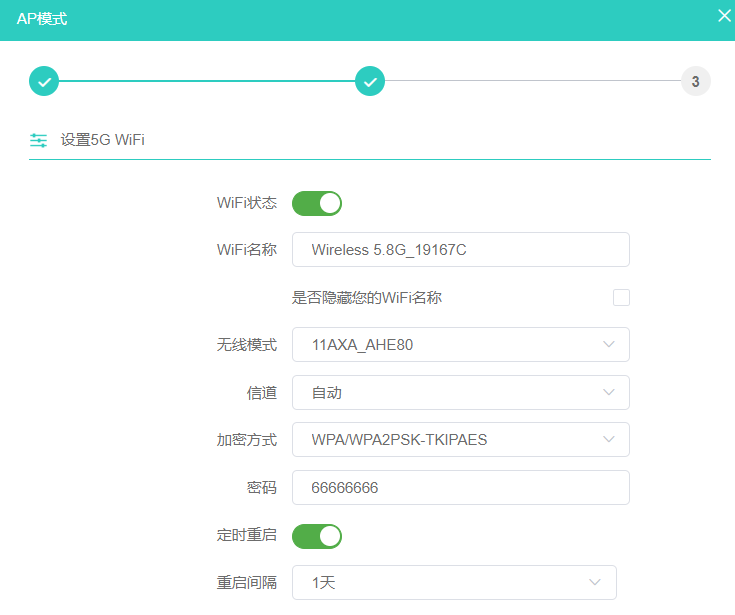 AP模式
3
设置5G WiFi
WiFi状态
WiFi名称 Wireless 5.8G_19167C
是否隐藏您的WiFi名称
无线模式 11AXA_AHE80
信道 自动
加密方式 WPA/WPA2PSK-TKIPAES
密码 66666666
定时重启
重启间隔 1天